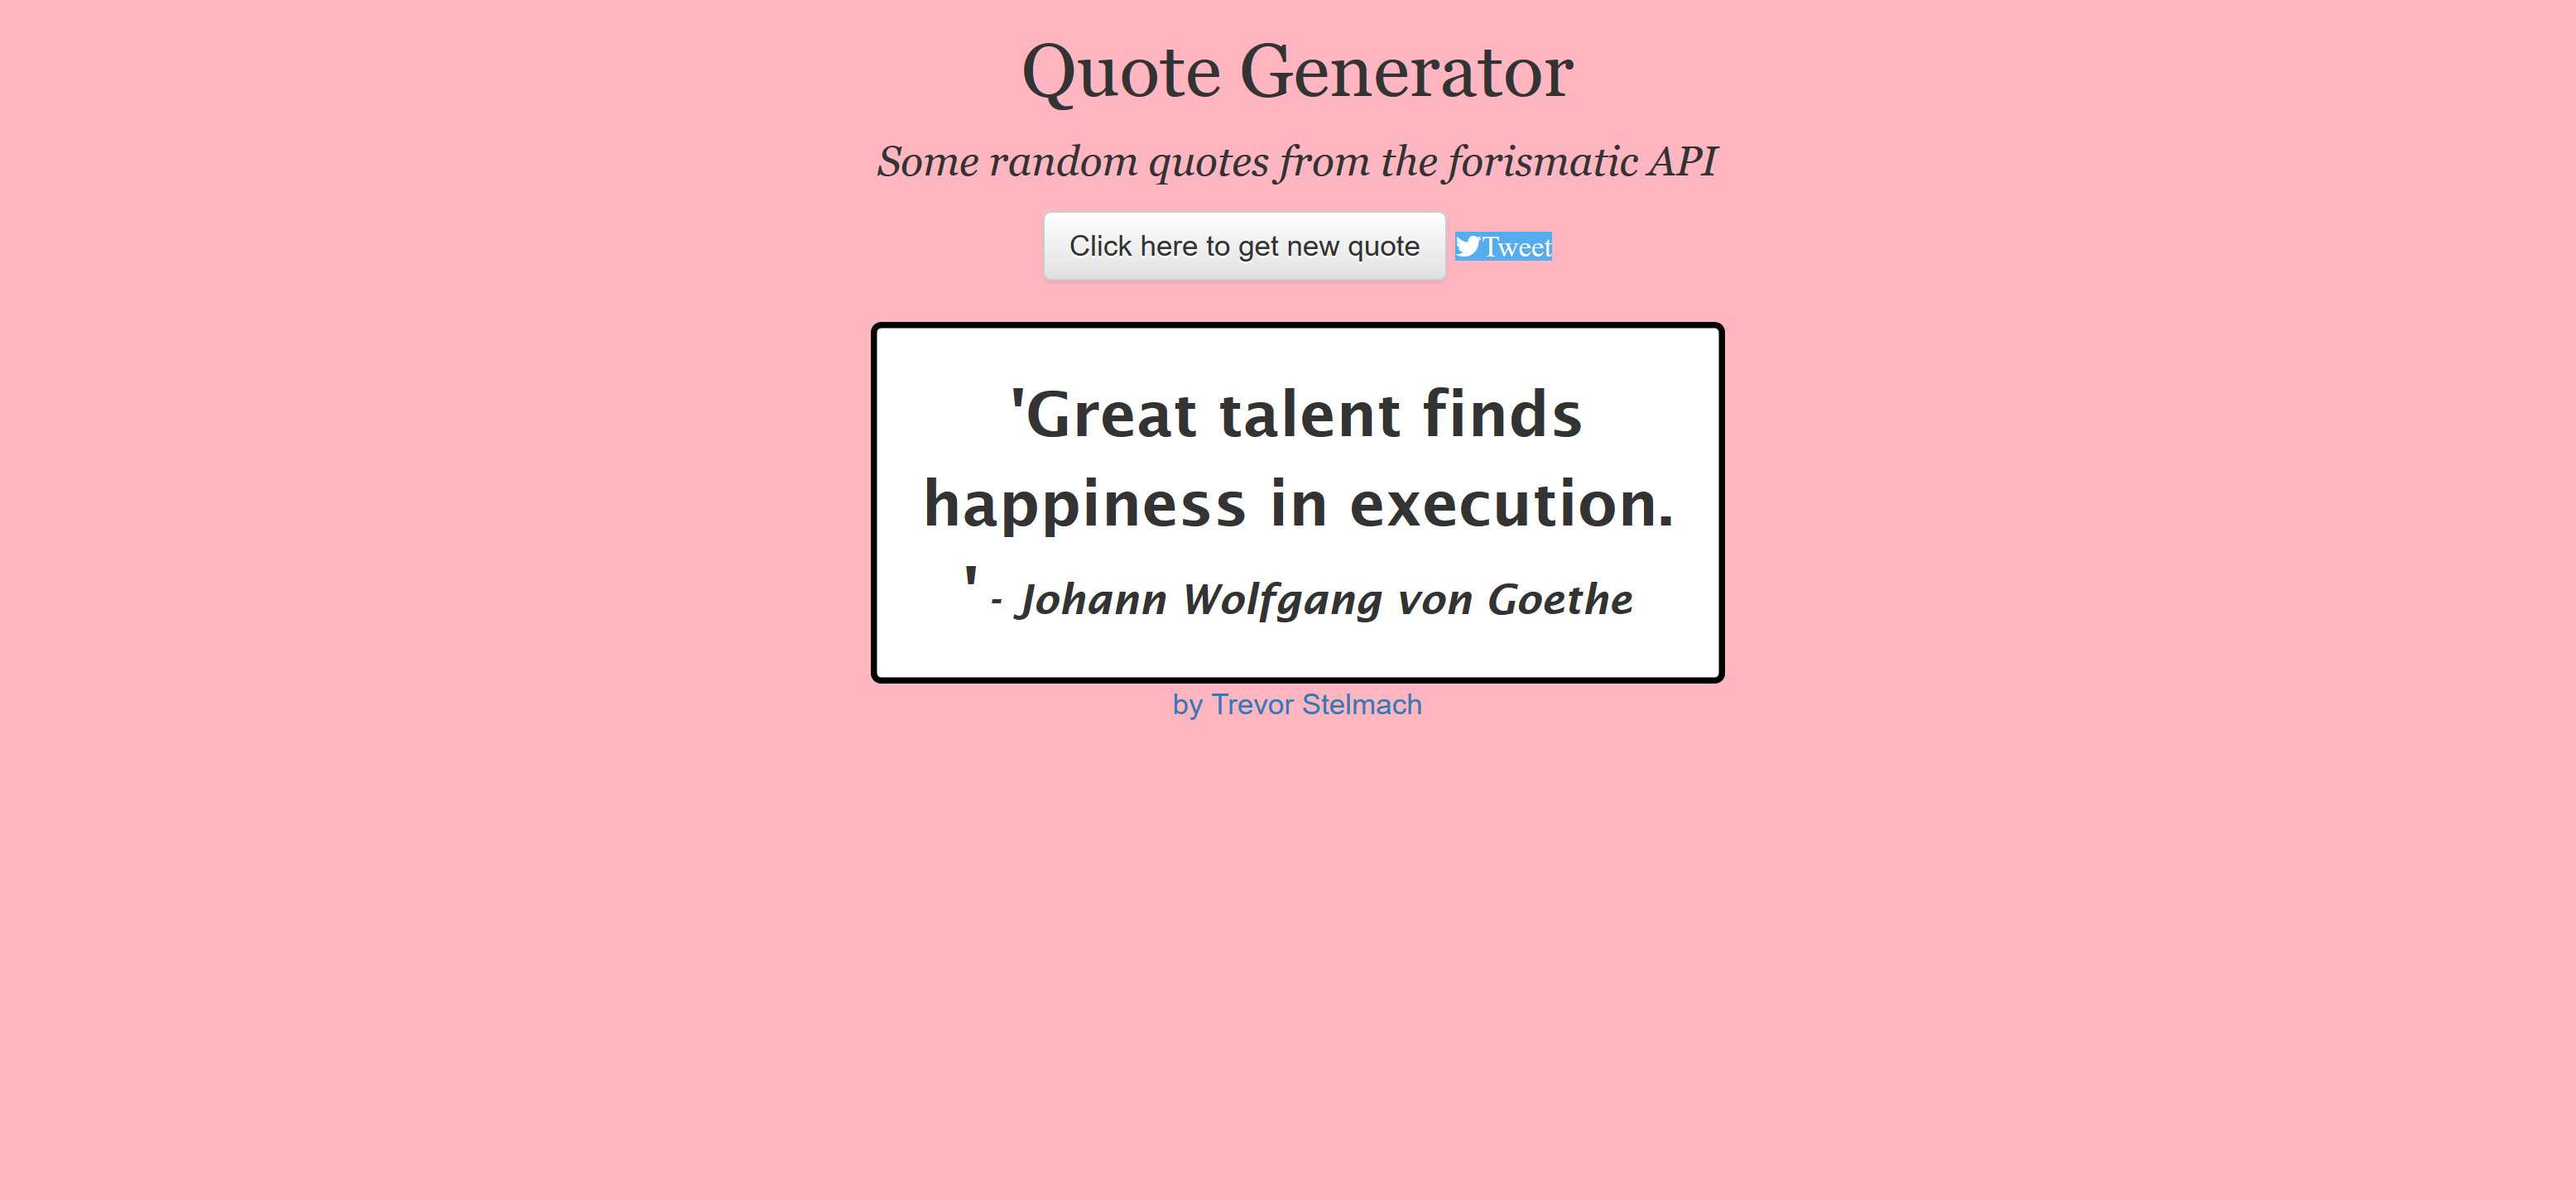 Quote Generator
Some random quotes from the forismatic API
Click here to get new quote Tweet
'Great talent finds
happiness in execution.
' - Johann Wolfgang von Goethe
by Trevor Stelmach